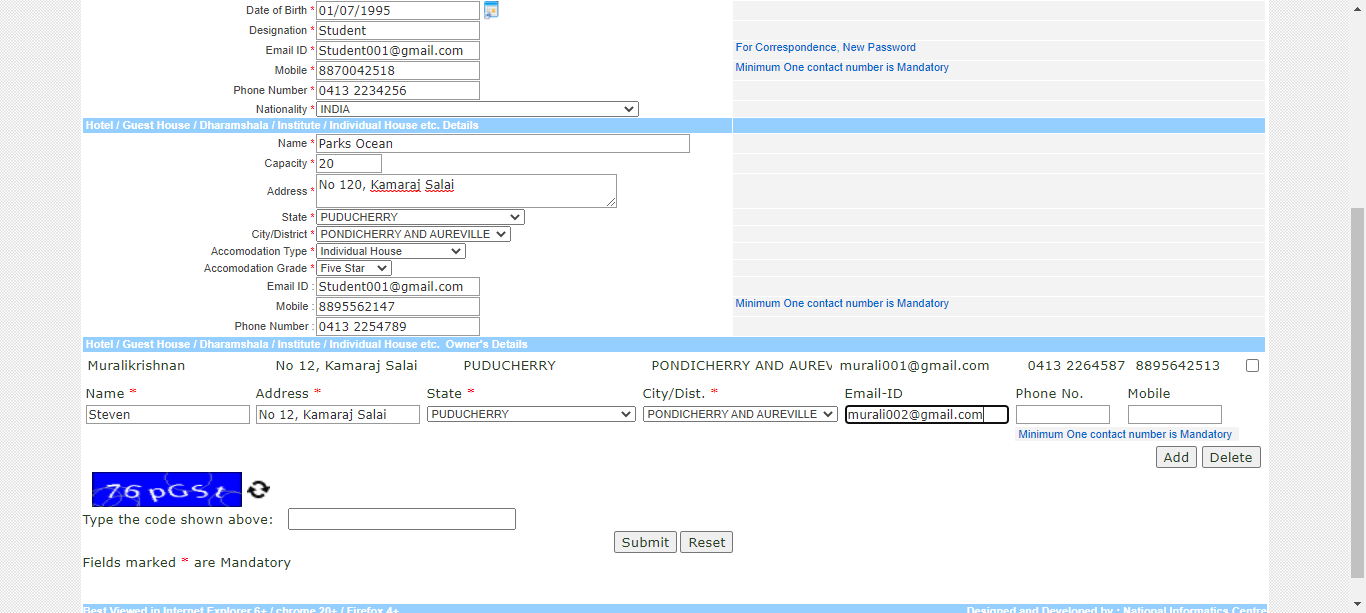 Date of Birth * 01/07/1995
Designation * Student
Email ID * Student001@gmail.com For Correspondence, New Password
Mobile * 8870042518 Minimum One contact number is Mandatory
Phone Number * 0413 2234256
Nationality * INDIA
Hotel / Guest House / Dharamshala / Institute / Individual House etc. Details
Name * Parks Ocean
Capacity * 20
Address * No 120, Kamaraj Salai
State * PUDUCHERRY
City/District * PONDICHERRY AND AUREVILLE
Accomodation Type * Individual House
Accomodation Grade * Five Star
Email ID : Student001@gmail.com
Mobile : 8895562147 Minimum One contact number is Mandatory
Phone Number : 0413 2254789
Hotel / Guest House / Dharamshala / Institute / Individual House etc. Owner's Details
Muralikrishnan No 12, Kamaraj Salai PUDUCHERRY PONDICHERRY AND AUREV murali001@gmail.com 0413 2264587 8895642513
Name * Address * State * City/Dist. * Email-ID Phone No. Mobile
Steven No 12, Kamaraj Salai PUDUCHERRY PONDICHERRY AND AUREVILLE murali002@gmail.com
Minimum One contact number is Mandatory
Add Delete
76pGSt
Type the code shown above:
Submit Reset
Fields marked * are Mandatory
Best Viewed in Internet Explorer 6+ / chrome 20+ / Firefox 4+ Designed and Developed by : National Informatics Centre